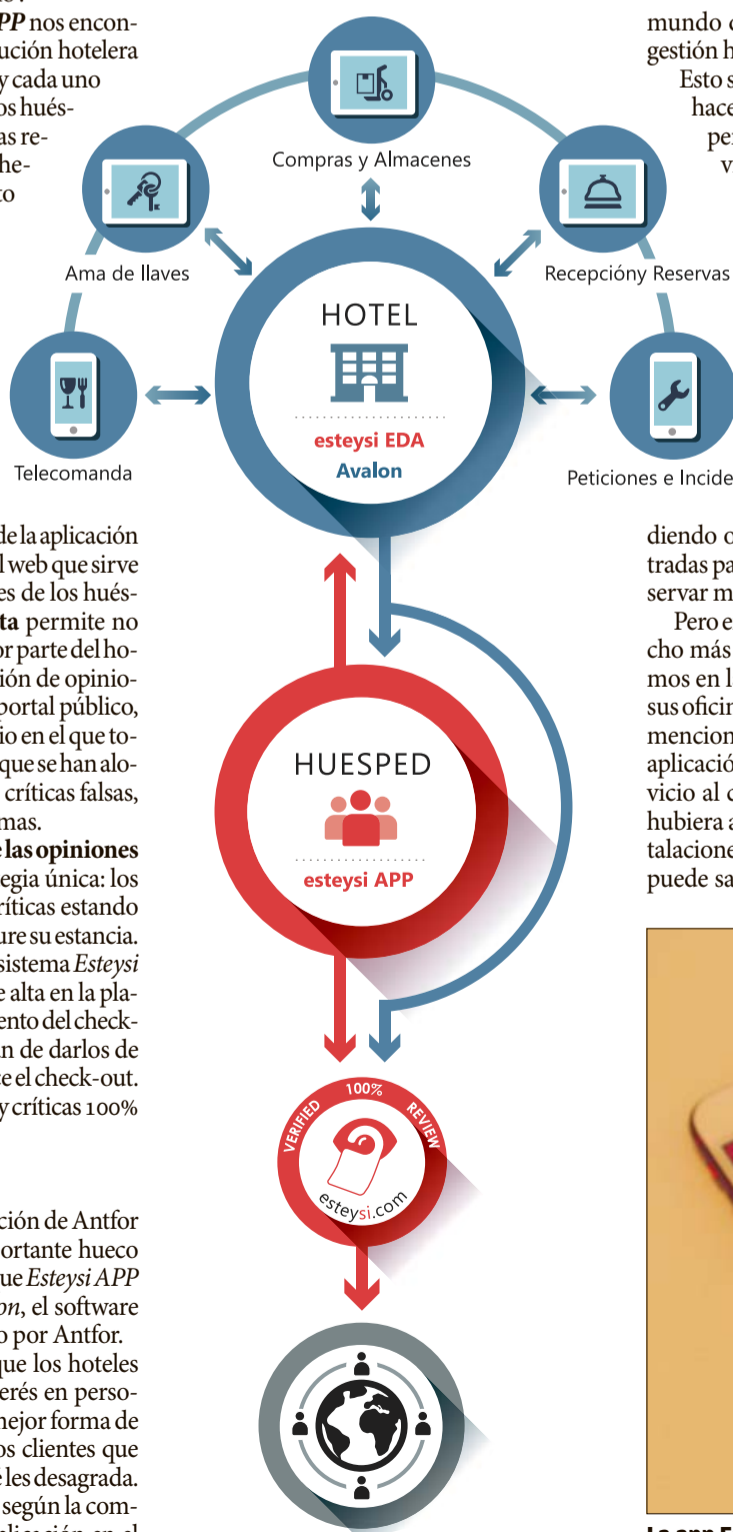 PP nos encon-
ución hotelera
y cada uno
os hués-
as re-
he-
to
Compras y Almacenes
Ama de llaves
Recepcióny Reservas
Telecomanda
Peticiones e Incide
HOTEL
esteysi EDA
Avalon
HUESPED
esteysi APP
VERIFIED 100% REVIEW
esteysi.com
de la aplicación
l web que sirve
es de los hués-
ta permite no
or parte del ho-
ión de opinio-
portal público,
io en el que to-
que se han alo-
críticas falsas,
mas.
e las opiniones
egia única: los
ríticas estando
ure su estancia.
sistema Esteysi
e alta en la pla-
ento del check-
n de darlos de
e el check-out.
y críticas 100%
ción de Antfor
portante hueco
ue Esteysi APP
on, el software
o por Antfor.
que los hoteles
erés en perso-
mejor forma de
os clientes que
é les desagrada.
según la com-
mundo
gestión h
Esto s
hace
per
v
diendo o
tradas pa
servar m
Pero e
cho más
mos en l
sus oficin
mencion
aplicación
vicio al c
hubiera a
talacione
puede sa